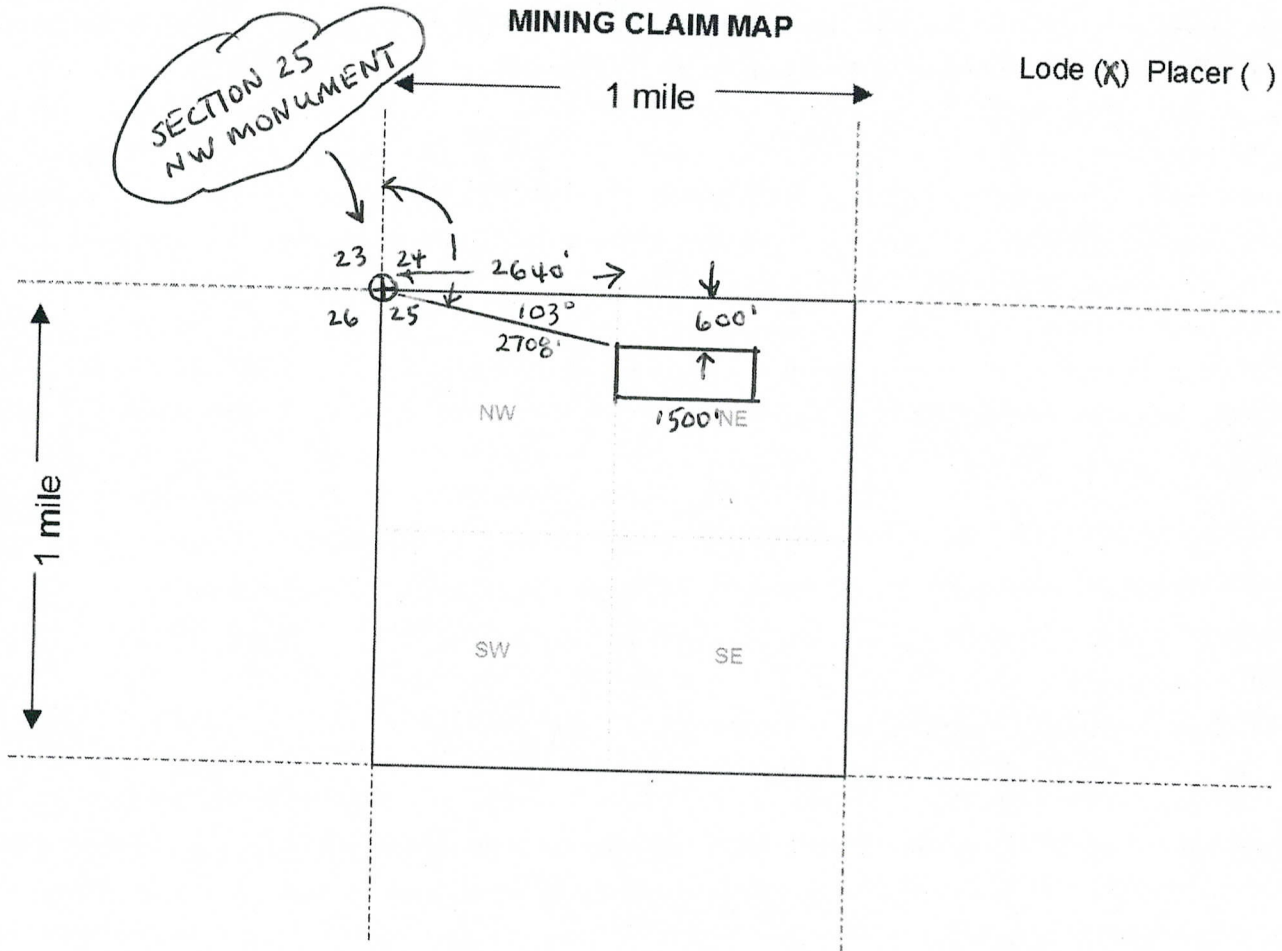 MINING CLAIM MAP
Lode (X) Placer ( )
1 mile
SECTION 25
NW MONUMENT
23 24
2640'
26 25
103°
600'
2708'
NW
1500' NE
1 mile
SW
SE